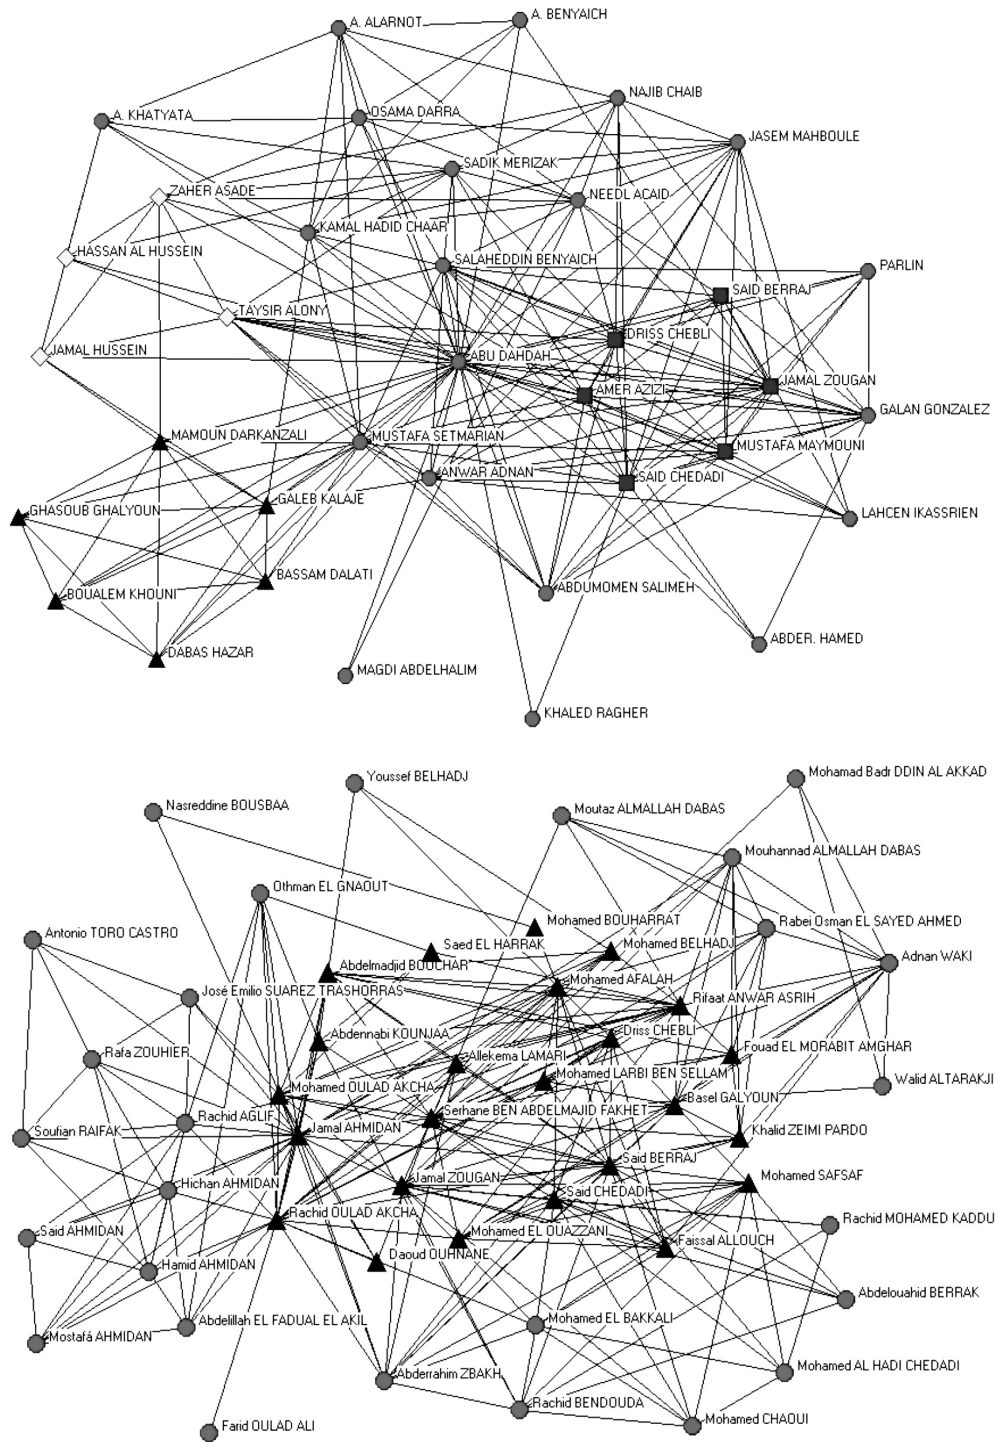 A. ALARNOT
A. BENYAICH
NAJIB CHAIB
A. KHATYATA
OSAMA DARRA
JASEM MAHBOULE
SADIK MERIZAK
ZAHER ASADE
NEEDL ACAID
KAMAL HADID CHAAR
HASSAN AL HUSSEIN
SALAHEDDIN BENYAICH
PARLIN
SAID BERRAJ
TAYSIR ALONY
DRISS CHEBLI
JAMAL HUSSEIN
ABU DAHDAH
JAMAL ZOUGAN
AMER AZIZI
GALAN GONZALEZ
MAMOUN DARKANZALI
MUSTAFA SETMARIAN
MUSTAFA MAYMOUNI
ANWAR ADNAN
SAID CHEDADI
GALEB KALAJE
GHASOUB GHALYOUN
LAHCEN IKASSRIEN
BASSAM DALATI
BOUALEM KHOUNI
ABDUMOMEN SALIMEH
ABDER. HAMED
DABAS HAZAR
MAGDI ABDELHALIM
KHALED RAGHER
Mohamad Badr DDIN AL AKKAD
Youssef BELHADJ
Nasreddine BOUSBAA
Moutaz ALMALLAH DABAS
Mouhannad ALMALLAH DABAS
Othman EL GNAOUT
Mohamed BOUHARRAT
Rabei Osman EL SAYED AHMED
Antonio TORO CASTRO
Saed EL HARRAK
Mohamed BELHADJ
Adnan WAKI
Abdelmadjid BOUCHAR
Mohamed AFALAH
José Emilio SUAREZ TRASHORRAS
Rifaat ANWAR ASRIH
Abdennabi KOUNJAA
Driss CHEBLI
Fouad EL MORABIT AMGHAR
Rafa ZOUHIER
Allekema LAMARI
Mohamed LARBI BEN SELLAM
Walid ALTARAKJI
Mohamed OULAD AKCHA
Basel GALYOUN
Rachid AGLIF
Serhane BEN ABDELMAJID FAKHET
Jamal AHMIDAN
Soufian RAIFAK
Khalid ZEIMI PARDO
Said BERRAJ
Mohamed SAFSAF
Hichan AHMIDAN
Jamal ZOUGAN
Said CHEDADI
Rachid OULAD AKCHA
Rachid MOHAMED KADDU
Said AHMIDAN
Mohamed EL OUAZZANI
Faissal ALLOUCH
Daoud OUHNANE
Hamid AHMIDAN
Abdelouahid BERRAK
Abdelillah EL FADUAL EL AKIL
Mohamed EL BAKKALI
Mostafá AHMIDAN
Mohamed AL HADI CHEDADI
Abderrahim ZBAKH
Rachid BENDOUDA
Mohamed CHAOUI
Farid OULAD ALI